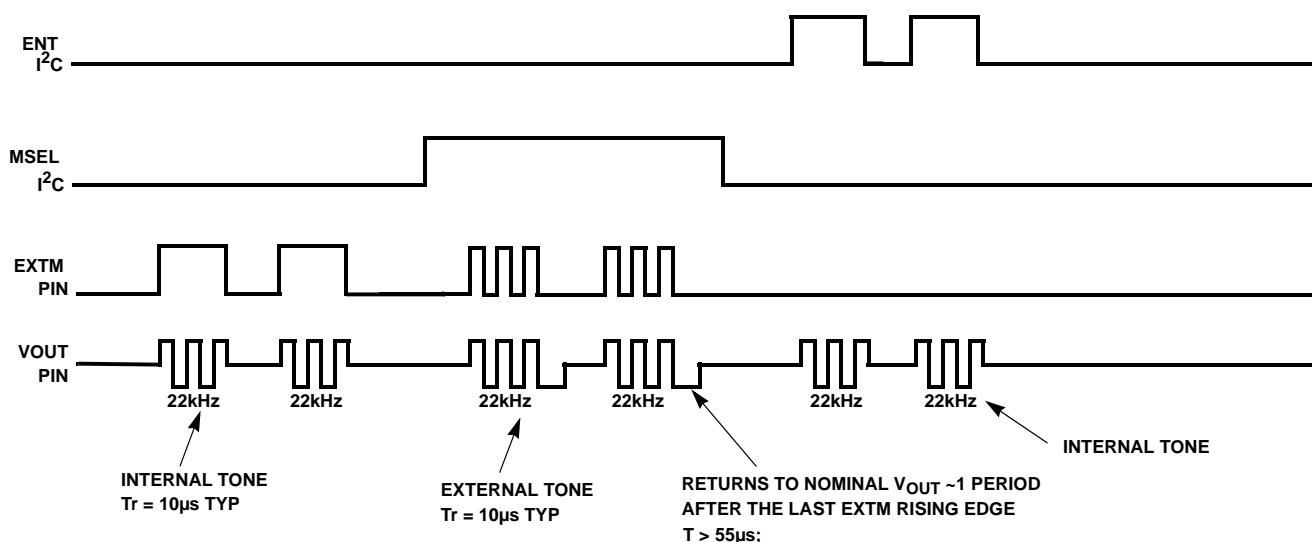 ENT
I2C
MSEL
I2C
EXTM
PIN
VOUT
PIN
22kHz 22kHz 22kHz 22kHz 22kHz 22kHz
INTERNAL TONE
Tr = 10µs TYP
EXTERNAL TONE
Tr = 10µs TYP
RETURNS TO NOMINAL VOUT ~1 PERIOD
AFTER THE LAST EXTM RISING EDGE
T > 55µs;
INTERNAL TONE